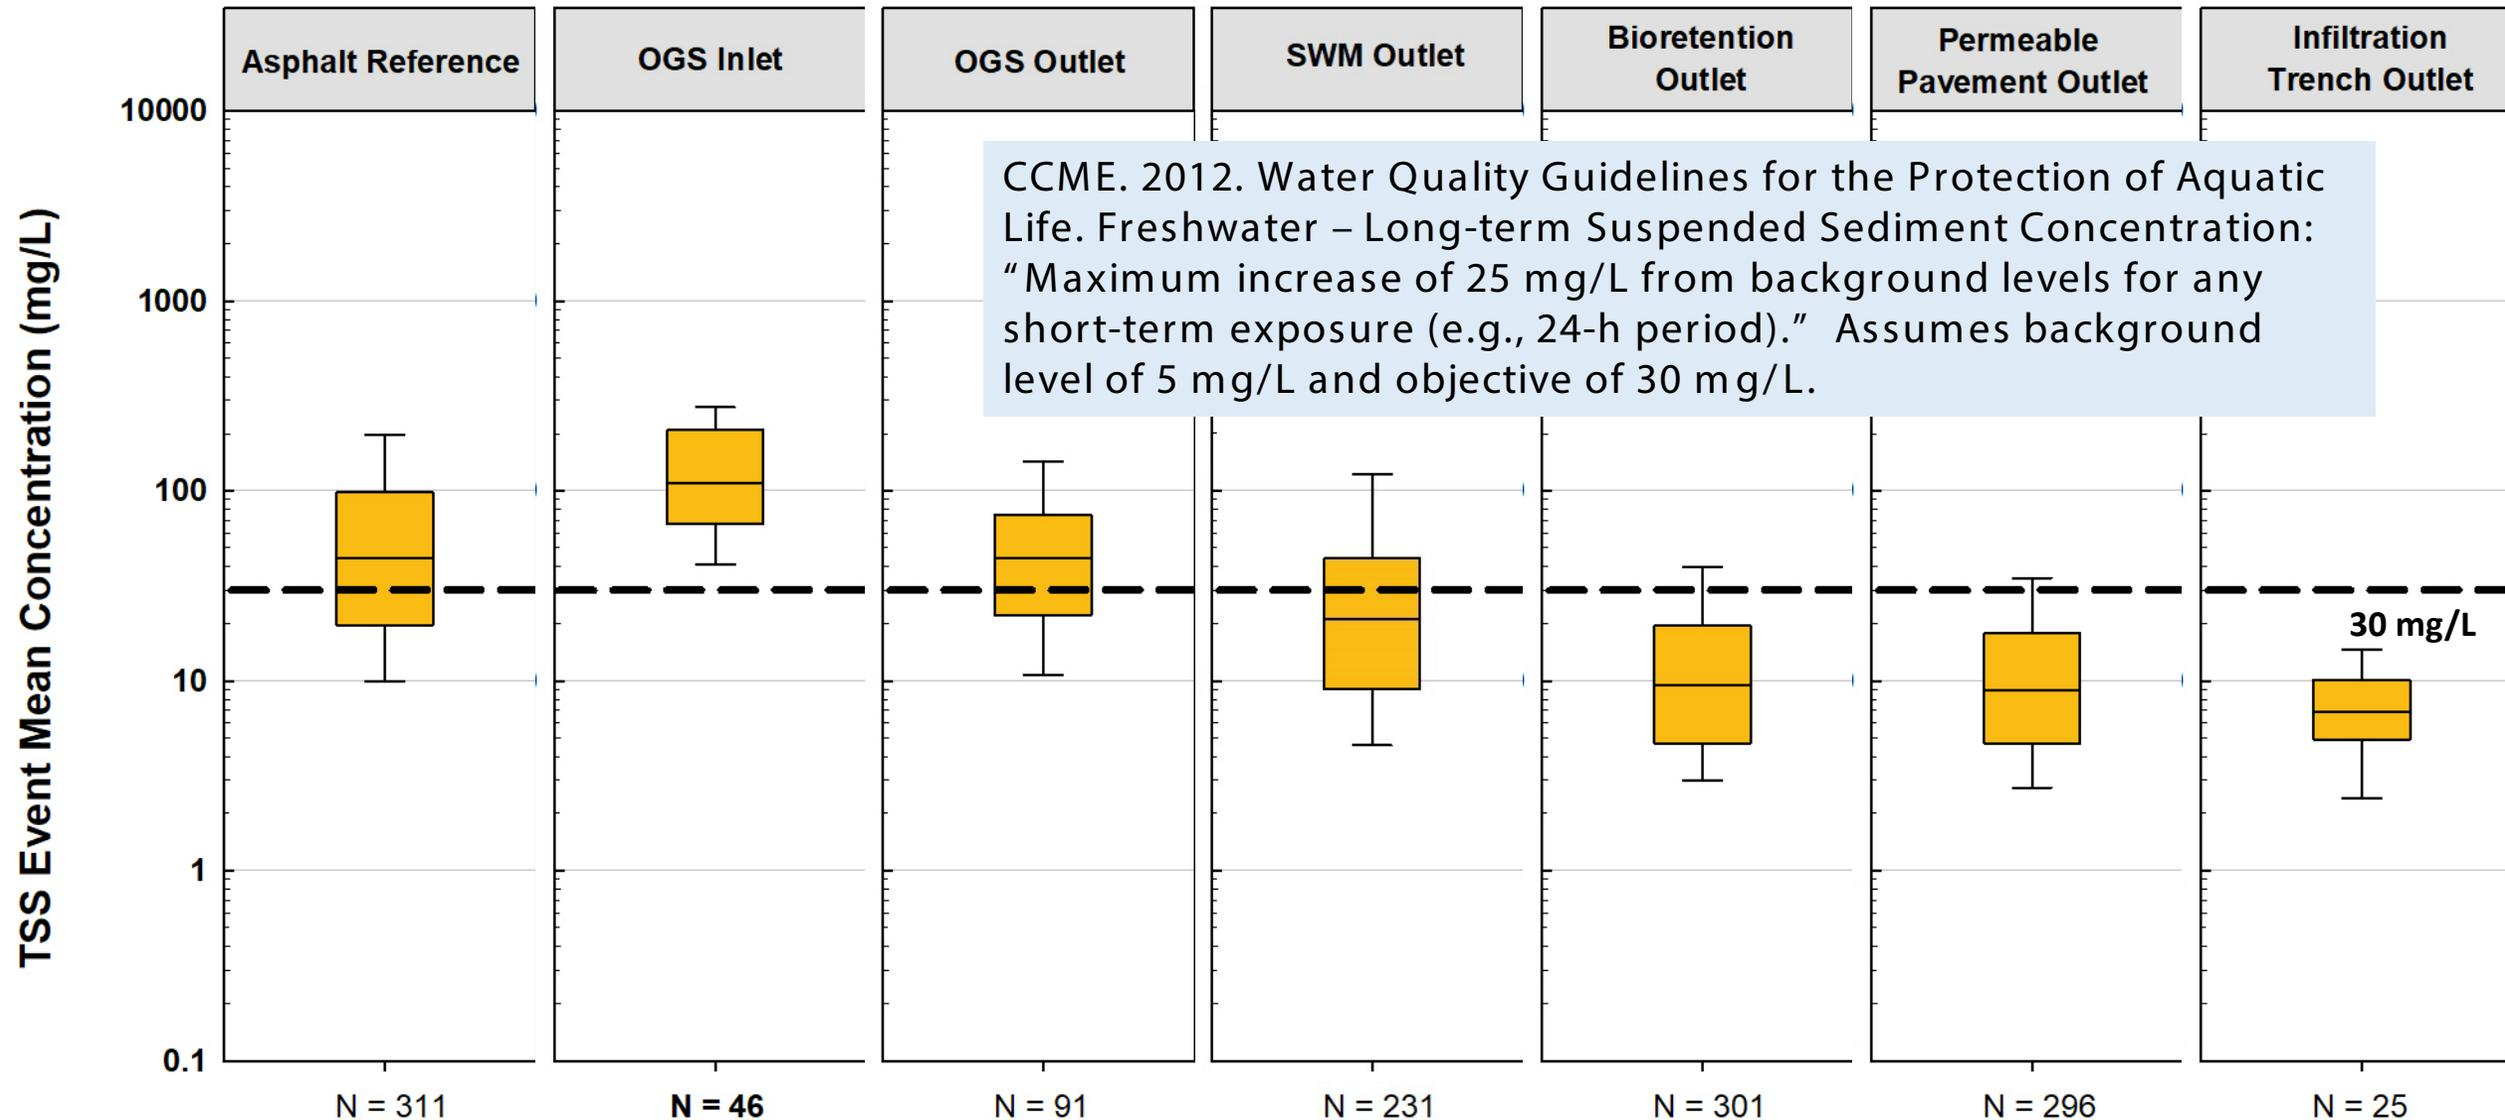 Asphalt Reference
OGS Inlet
OGS Outlet
SWM Outlet
Bioretention
Outlet
Permeable
Pavement Outlet
Infiltration
Trench Outlet
TSS Event Mean Concentration (mg/L)
10000
1000
100
10
1
0.1
CCME. 2012. Water Quality Guidelines for the Protection of Aquatic
Life. Freshwater – Long-term Suspended Sediment Concentration:
“Maximum increase of 25 mg/L from background levels for any
short-term exposure (e.g., 24-h period).” Assumes background
level of 5 mg/L and objective of 30 mg/L.
30 mg/L
N = 311
N = 46
N = 91
N = 231
N = 301
N = 296
N = 25